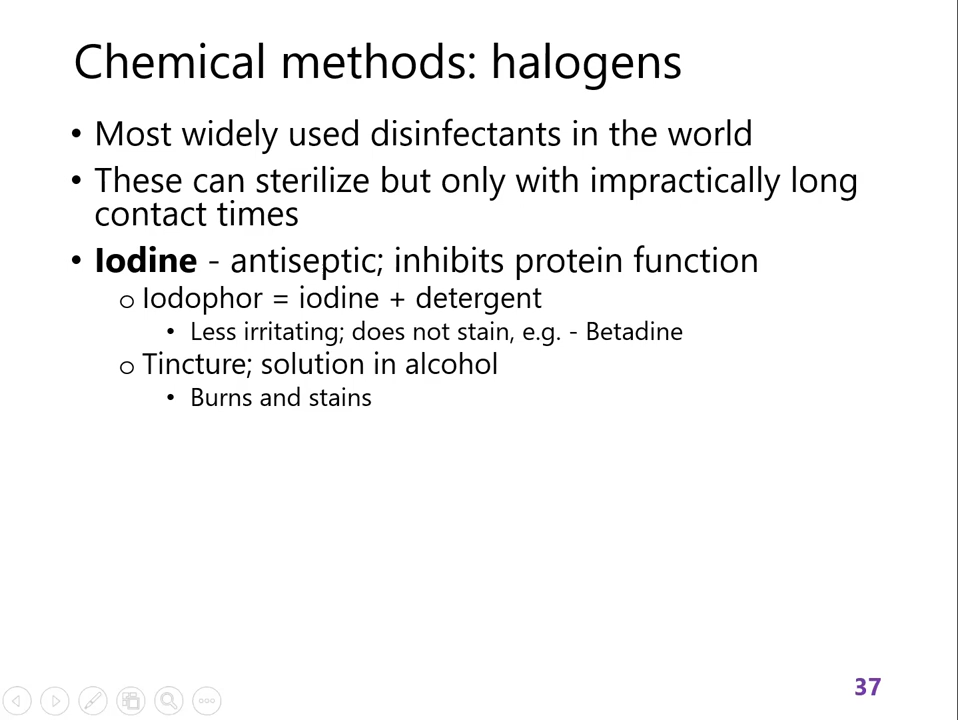 Chemical methods: halogens
• Most widely used disinfectants in the world
• These can sterilize but only with impractically long
contact times
• Iodine - antiseptic; inhibits protein function
o Iodophor = iodine + detergent
• Less irritating; does not stain, e.g. - Betadine
o Tincture; solution in alcohol
• Burns and stains
37